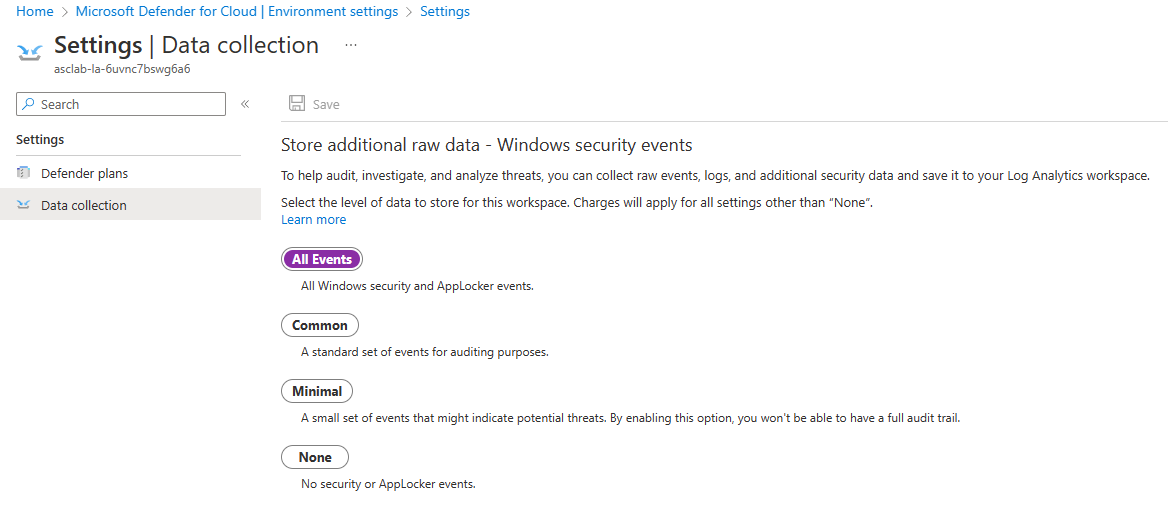 Home > Microsoft Defender for Cloud | Environment settings > Settings
Settings | Data collection ...
asclab-la-6uvnc7bswg6a6
Search «
Save
Settings
Defender plans
Data collection
Store additional raw data - Windows security events
To help audit, investigate, and analyze threats, you can collect raw events, logs, and additional security data and save it to your Log Analytics workspace.
Select the level of data to store for this workspace. Charges will apply for all settings other than “None”.
Learn more
All Events
All Windows security and AppLocker events.
Common
A standard set of events for auditing purposes.
Minimal
A small set of events that might indicate potential threats. By enabling this option, you won't be able to have a full audit trail.
None
No security or AppLocker events.